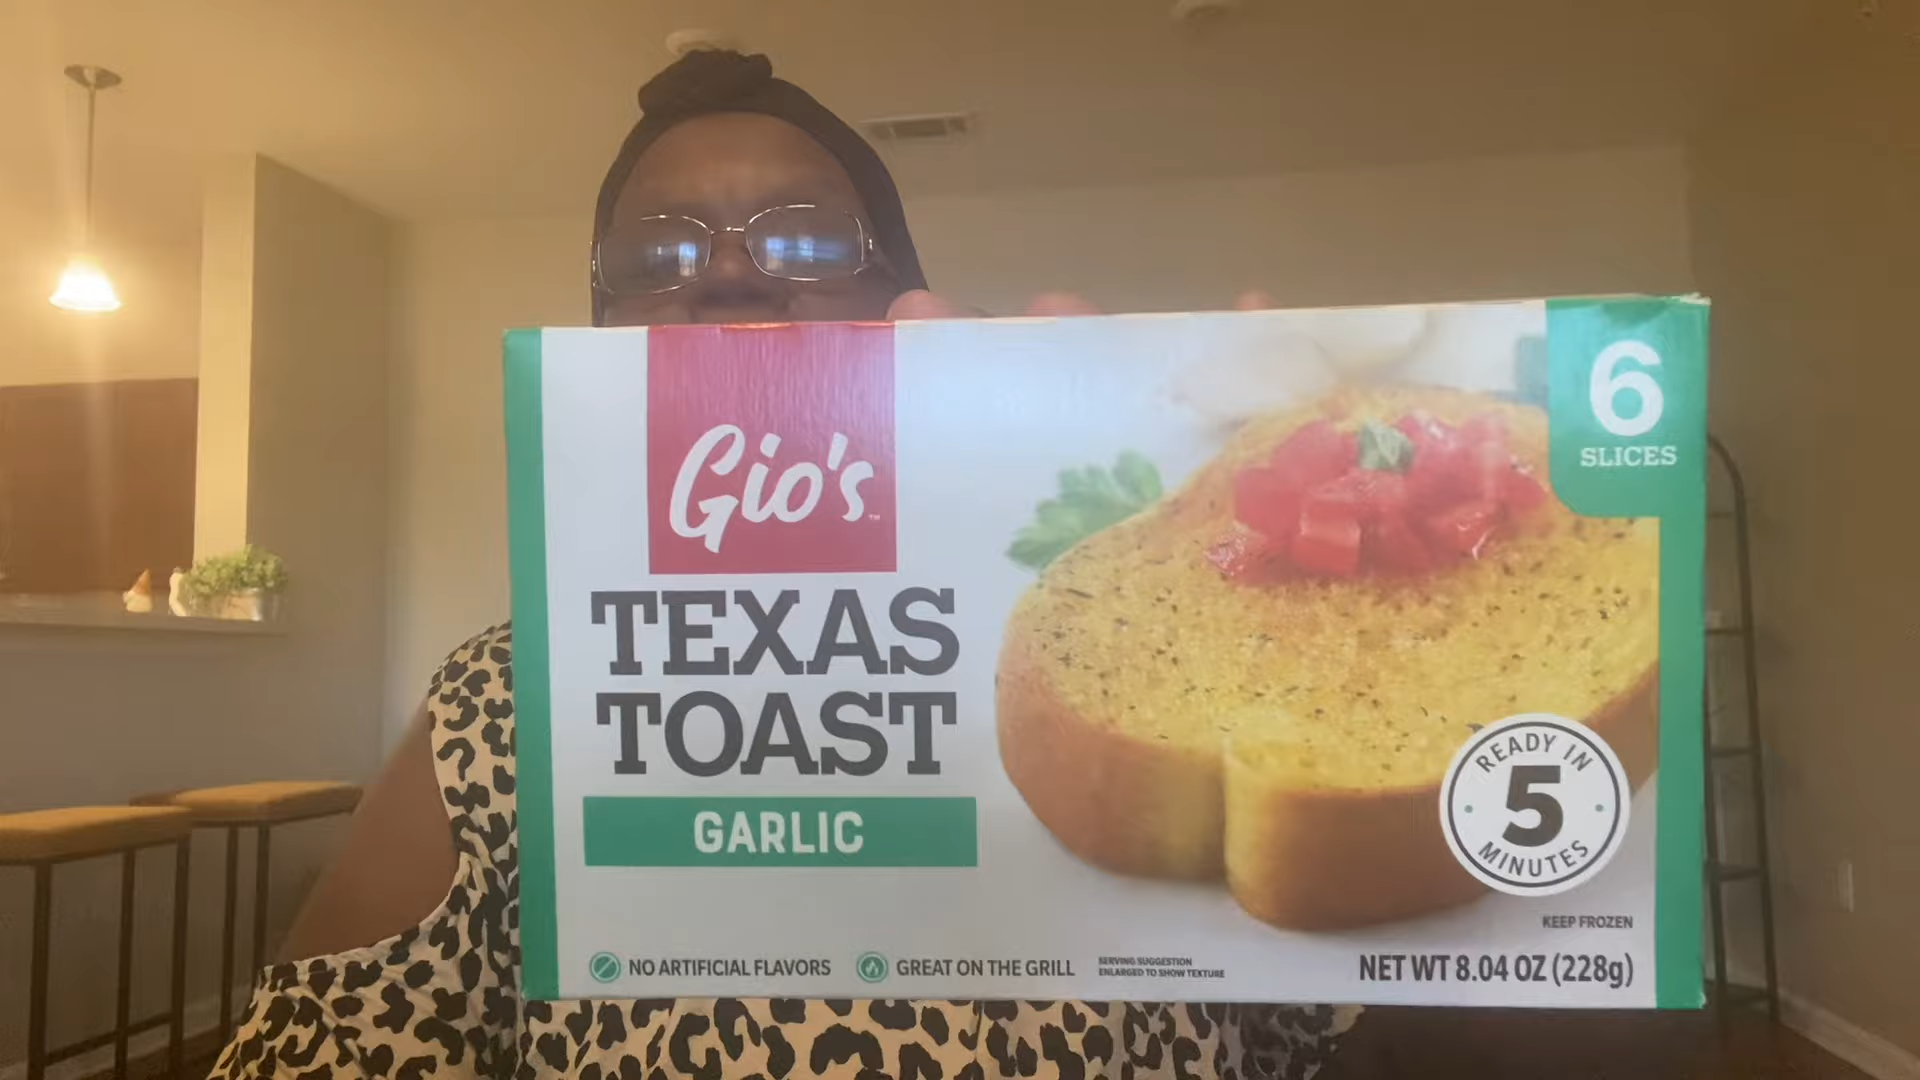 Gio's™
TEXAS
TOAST
GARLIC
NO ARTIFICIAL FLAVORS
GREAT ON THE GRILL
SERVING SUGGESTION
ENLARGED TO SHOW TEXTURE
6
SLICES
READY IN
5
MINUTES
KEEP FROZEN
NET WT 8.04 OZ (228g)